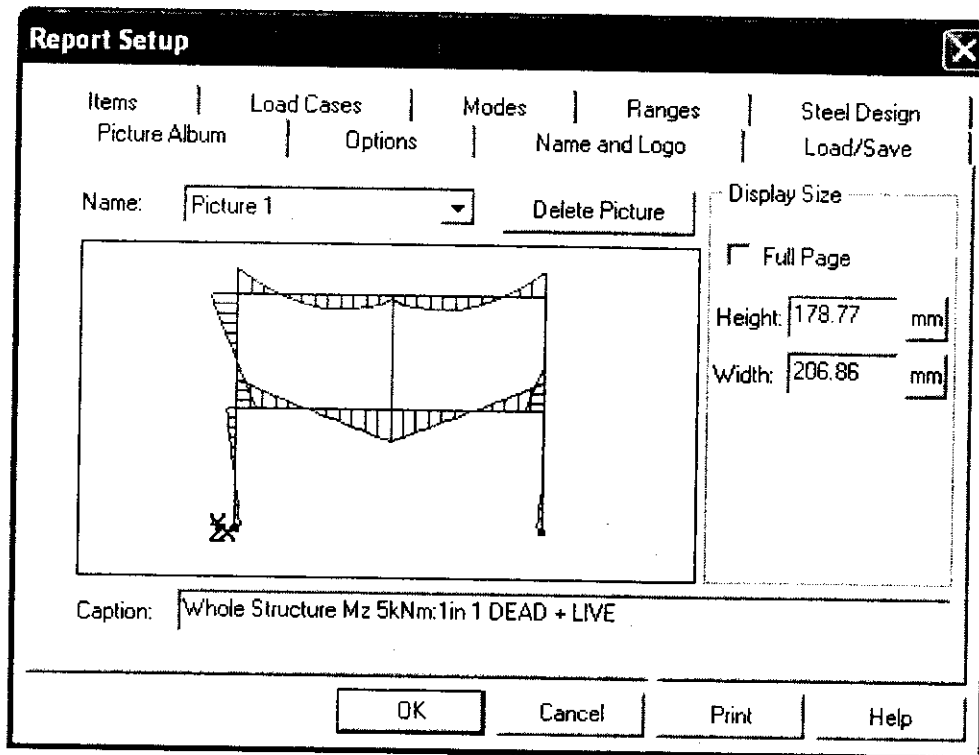 Report Setup
Items Load Cases Modes Ranges Steel Design
Picture Album Options Name and Logo Load/Save
Name: Picture 1 Delete Picture
Display Size
Full Page
Height: 178.77 mm
Width: 206.86 mm
Y
Z X
Caption: Whole Structure Mz 5kNm:1in 1 DEAD + LIVE
OK Cancel Print Help